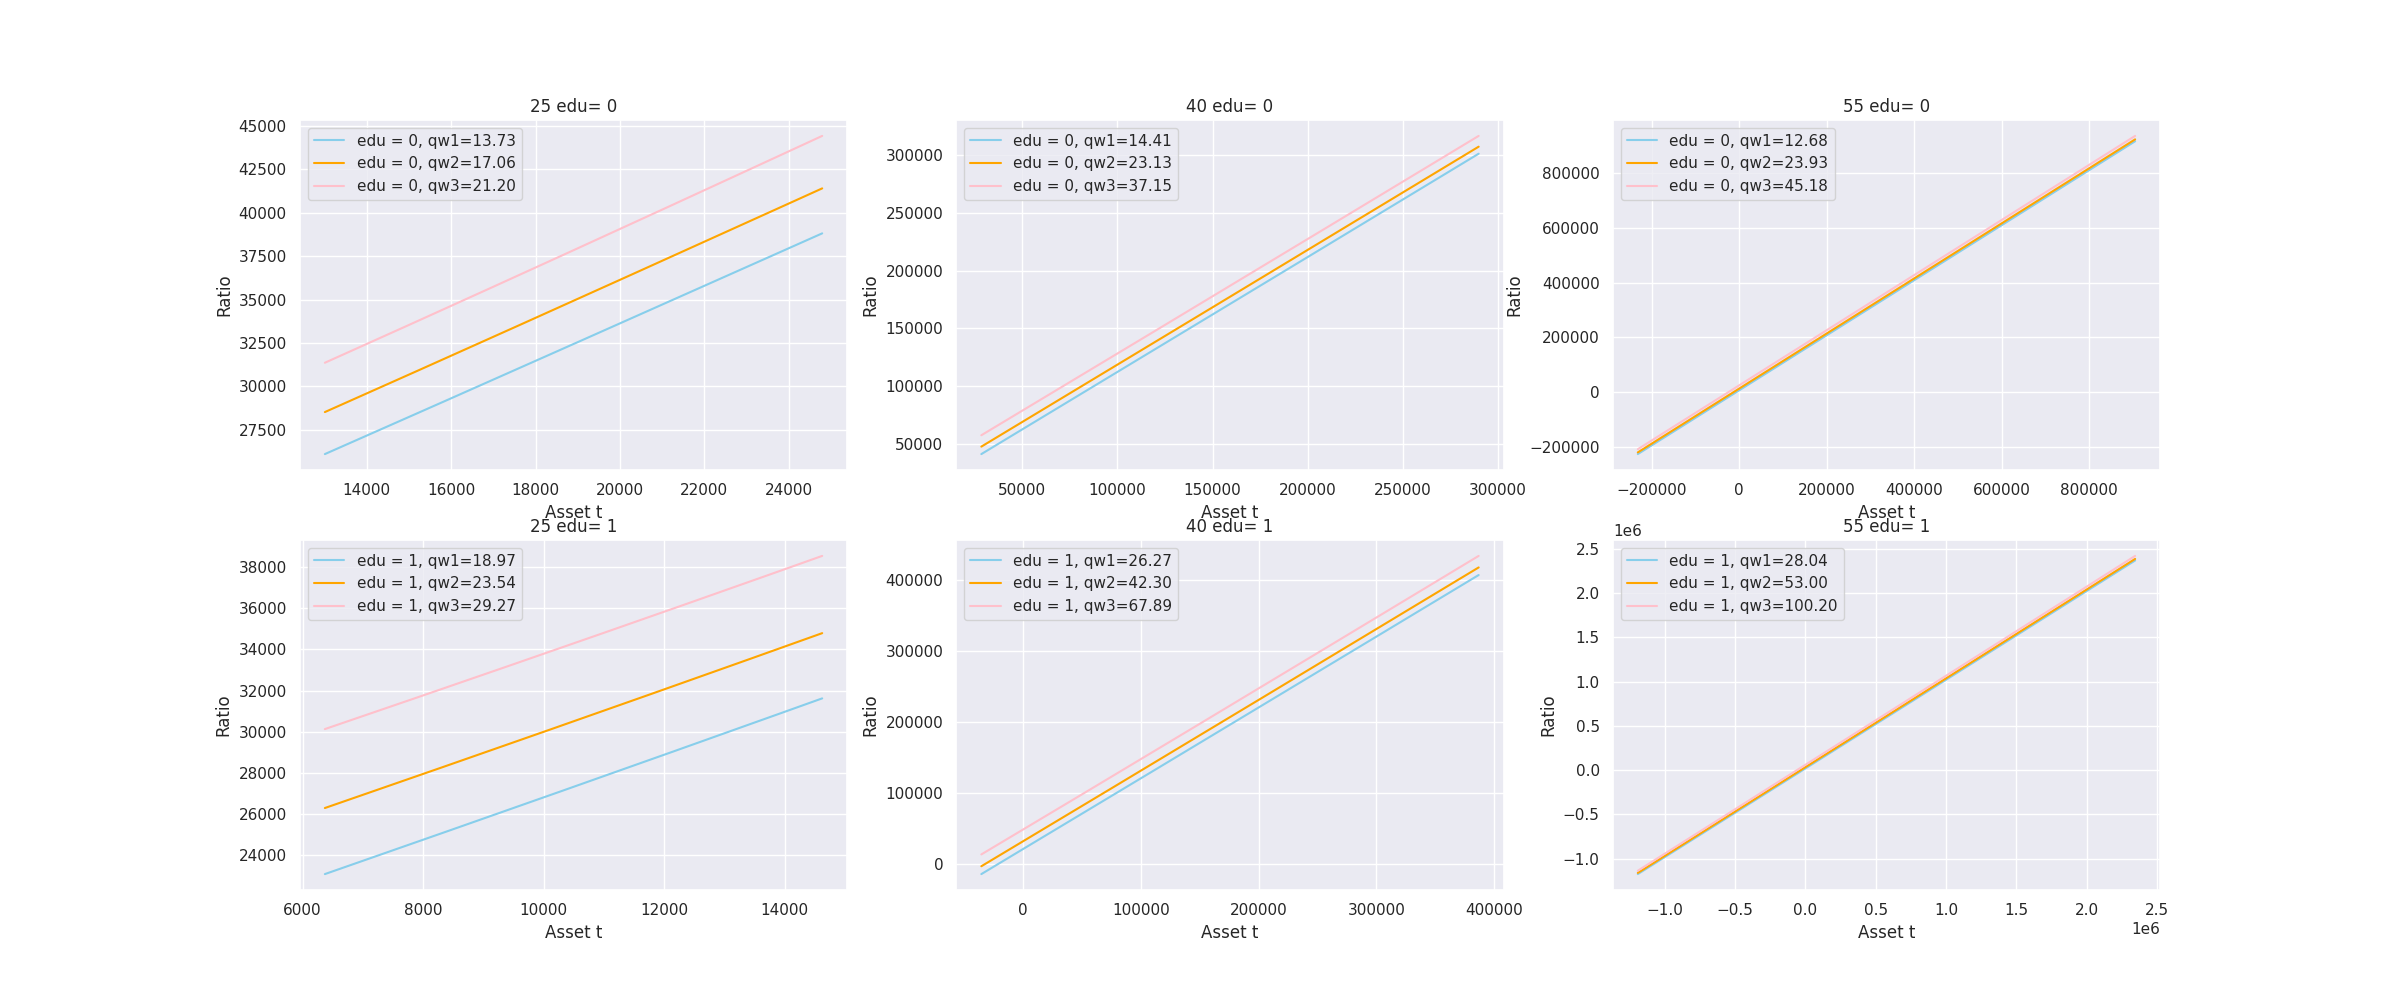 25 edu= 0
45000
42500
40000
37500
35000
32500
30000
27500
Ratio
edu = 0, qw1=13.73
edu = 0, qw2=17.06
edu = 0, qw3=21.20
14000 16000 18000 20000 22000 24000
Asset t
40 edu= 0
300000
250000
200000
150000
100000
50000
Ratio
edu = 0, qw1=14.41
edu = 0, qw2=23.13
edu = 0, qw3=37.15
50000 100000 150000 200000 250000 300000
Asset t
55 edu= 0
800000
600000
400000
200000
0
−200000
Ratio
edu = 0, qw1=12.68
edu = 0, qw2=23.93
edu = 0, qw3=45.18
−200000 0 200000 400000 600000 800000
Asset t
25 edu= 1
38000
36000
34000
32000
30000
28000
26000
24000
Ratio
edu = 1, qw1=18.97
edu = 1, qw2=23.54
edu = 1, qw3=29.27
6000 8000 10000 12000 14000
Asset t
40 edu= 1
400000
300000
200000
100000
0
Ratio
edu = 1, qw1=26.27
edu = 1, qw2=42.30
edu = 1, qw3=67.89
0 100000 200000 300000 400000
Asset t
55 edu= 1
1e6
2.5
2.0
1.5
1.0
0.5
0.0
−0.5
−1.0
Ratio
edu = 1, qw1=28.04
edu = 1, qw2=53.00
edu = 1, qw3=100.20
−1.0 −0.5 0.0 0.5 1.0 1.5 2.0 2.5
1e6
Asset t